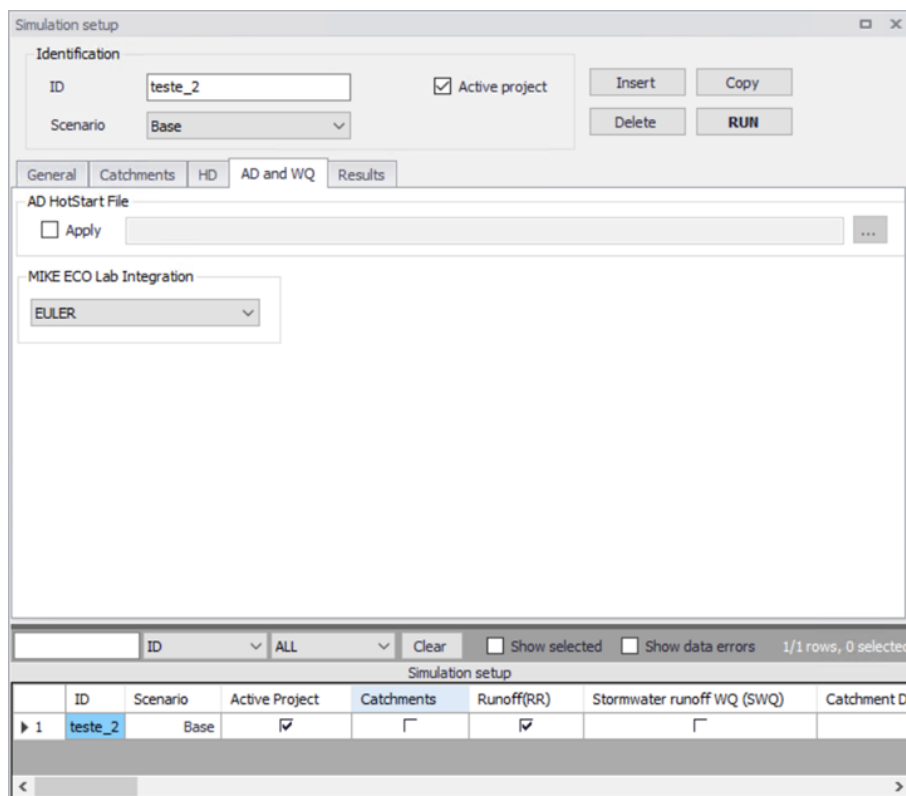 Simulation setup
Identification
ID teste_2 Active project Insert Copy
Scenario Base Delete RUN
General Catchments HD AD and WQ Results
AD HotStart File
Apply ...
MIKE ECO Lab Integration
EULER
ID ALL Clear Show selected Show data errors 1/1 rows, 0 selected
Simulation setup
ID Scenario Active Project Catchments Runoff(RR) Stormwater runoff WQ (SWQ) Catchment D
1 teste_2 Base